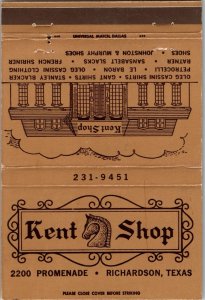 UNIVERSAL MATCH, DALLAS
Kent Shop
OLEG CASSINI SHIRTS • GANT SHIRTS • STANLEY BLACKER
PETROCELLI • LE BARON • OLEG CASSINI CLOTHING
RATNER • SANSABELT SLACKS • FRENCH SHRINER
SHOES • JOHNSTON & MURPHY SHOES
231-9451
Kent Shop
2200 PROMENADE • RICHARDSON, TEXAS
PLEASE CLOSE COVER BEFORE STRIKING